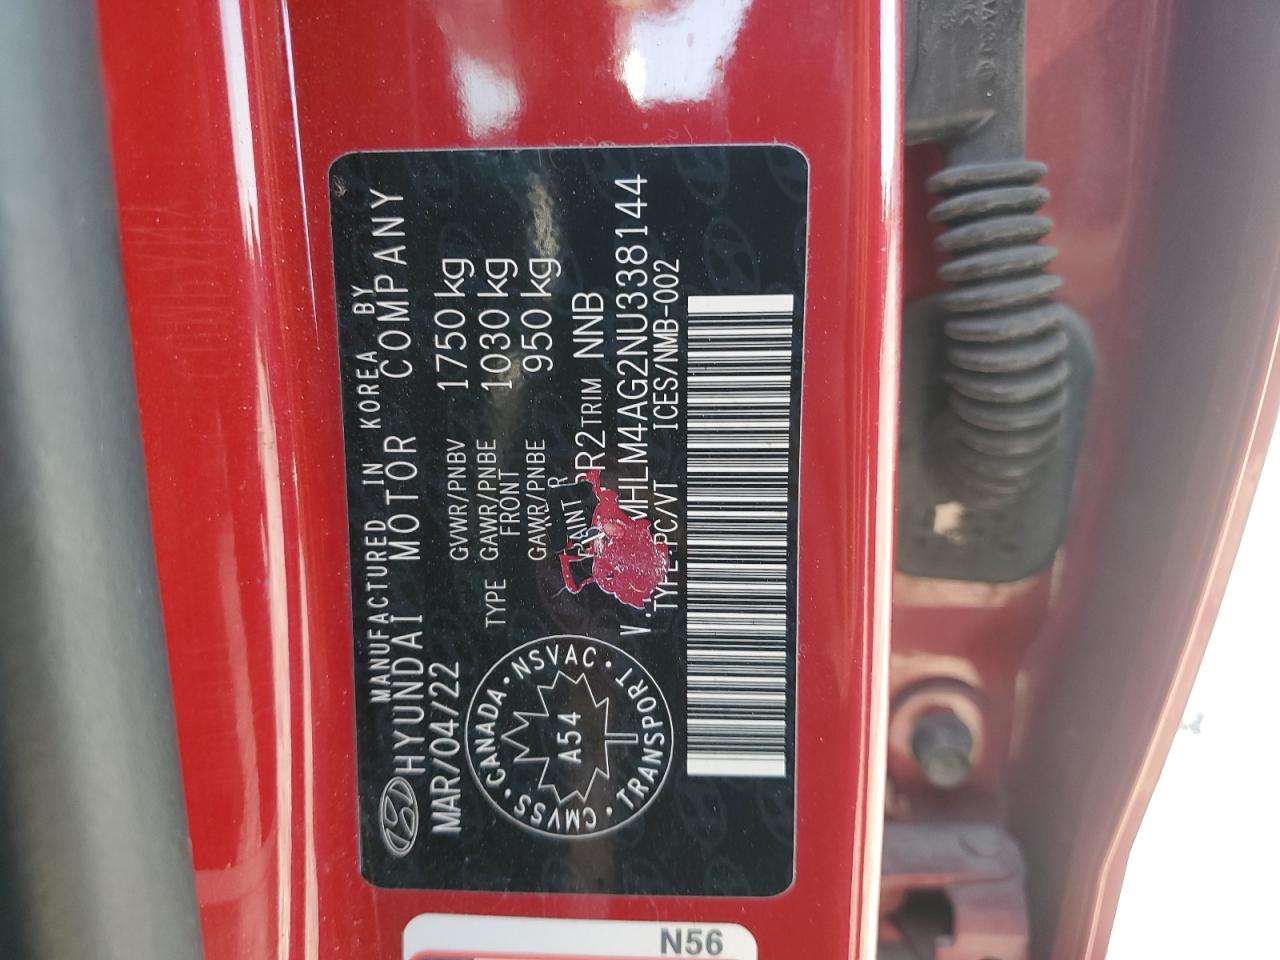 MANUFACTURED IN KOREA BY
HYUNDAI MOTOR COMPANY
MAR/04/22
GVWR/PNBV 1750 kg
TYPE GAWR/PNBE FRONT 1030 kg
GAWR/PNBE R 950 kg
PAINT PR2 TRIM NNB
MHLM4AG2NU338144
TYPE:PC/VT ICES/NMB-002
CANADA · NSVAC · TRANSPORT · CMVSS ·
A54
N56